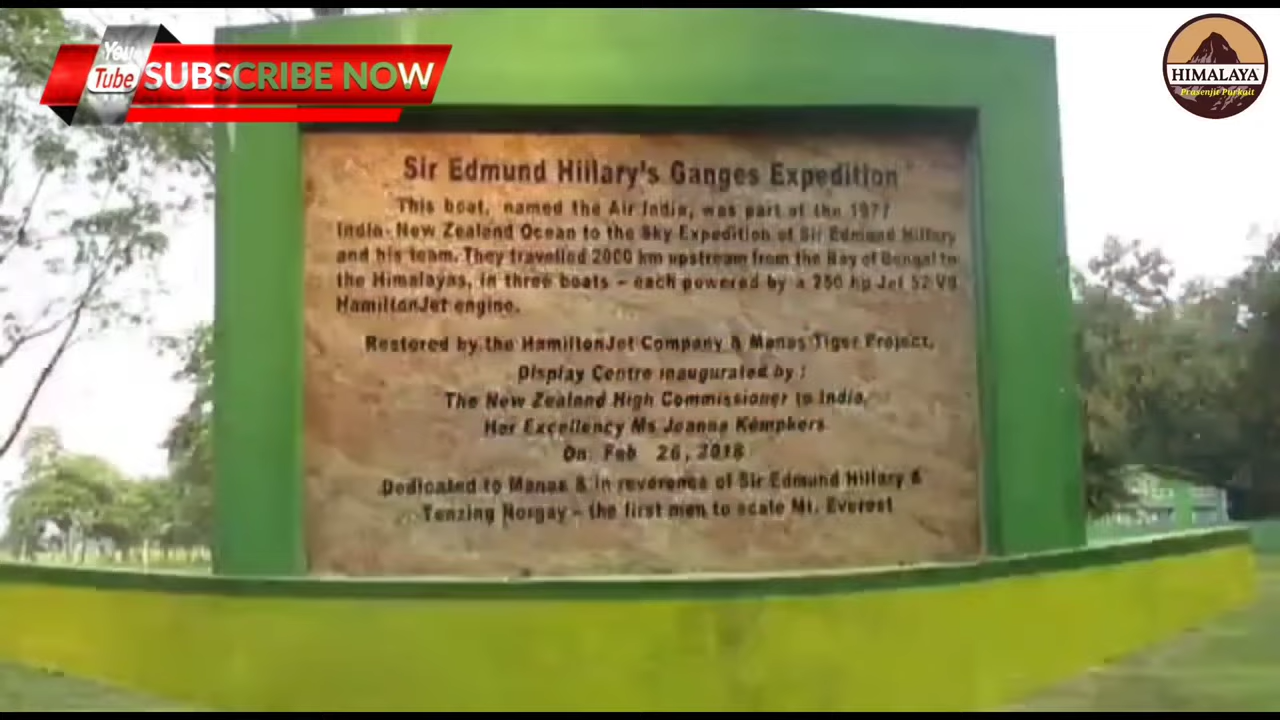 You
Tube
SUBSCRIBE NOW
HIMALAYA
Prasenjit Purkait
Sir Edmund Hillary's Ganges Expedition
This boat, named the Air India, was part of the 1977
India-New Zealand Ocean to the Sky Expedition of Sir Edmund Hillary
and his team. They travelled 2000 km upstream from the Bay of Bengal to
the Himalayas, in three boats - each powered by a 250 hp Jet 52 V8
HamiltonJet engine.
Restored by the HamiltonJet Company & Manas Tiger Project.
Display Centre inaugurated by :
The New Zealand High Commissioner to India,
Her Excellency Ms Joanna Kempkers
On Feb 26, 2018
Dedicated to Manas & in reverence of Sir Edmund Hillary &
Tenzing Norgay - the first men to scale Mt. Everest